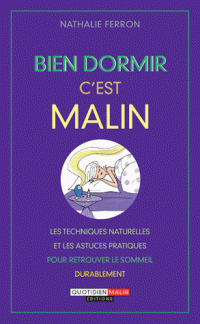 NATHALIE FERRON
BIEN DORMIR
C'EST
MALIN
LES TECHNIQUES NATURELLES
ET LES ASTUCES PRATIQUES
POUR RETROUVER LE SOMMEIL
DURABLEMENT
QUOTIDIEN MALIN
ÉDITIONS